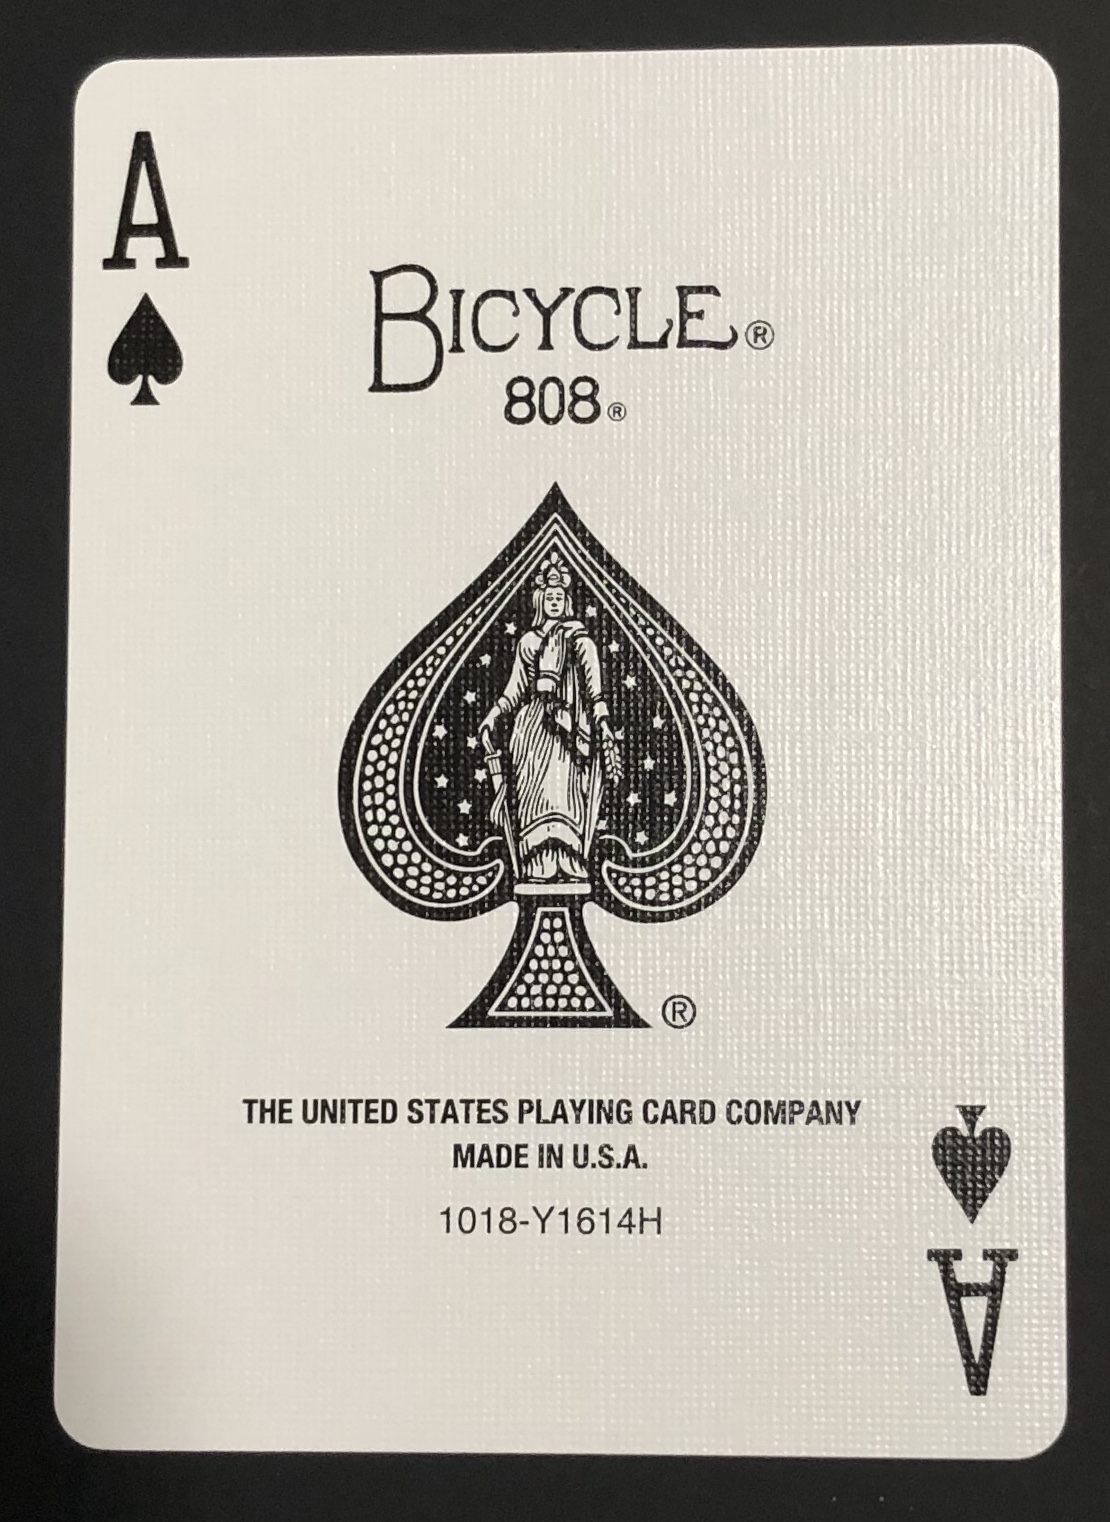 A
BICYCLE®
808®
®
THE UNITED STATES PLAYING CARD COMPANY
MADE IN U.S.A.
1018-Y1614H
A